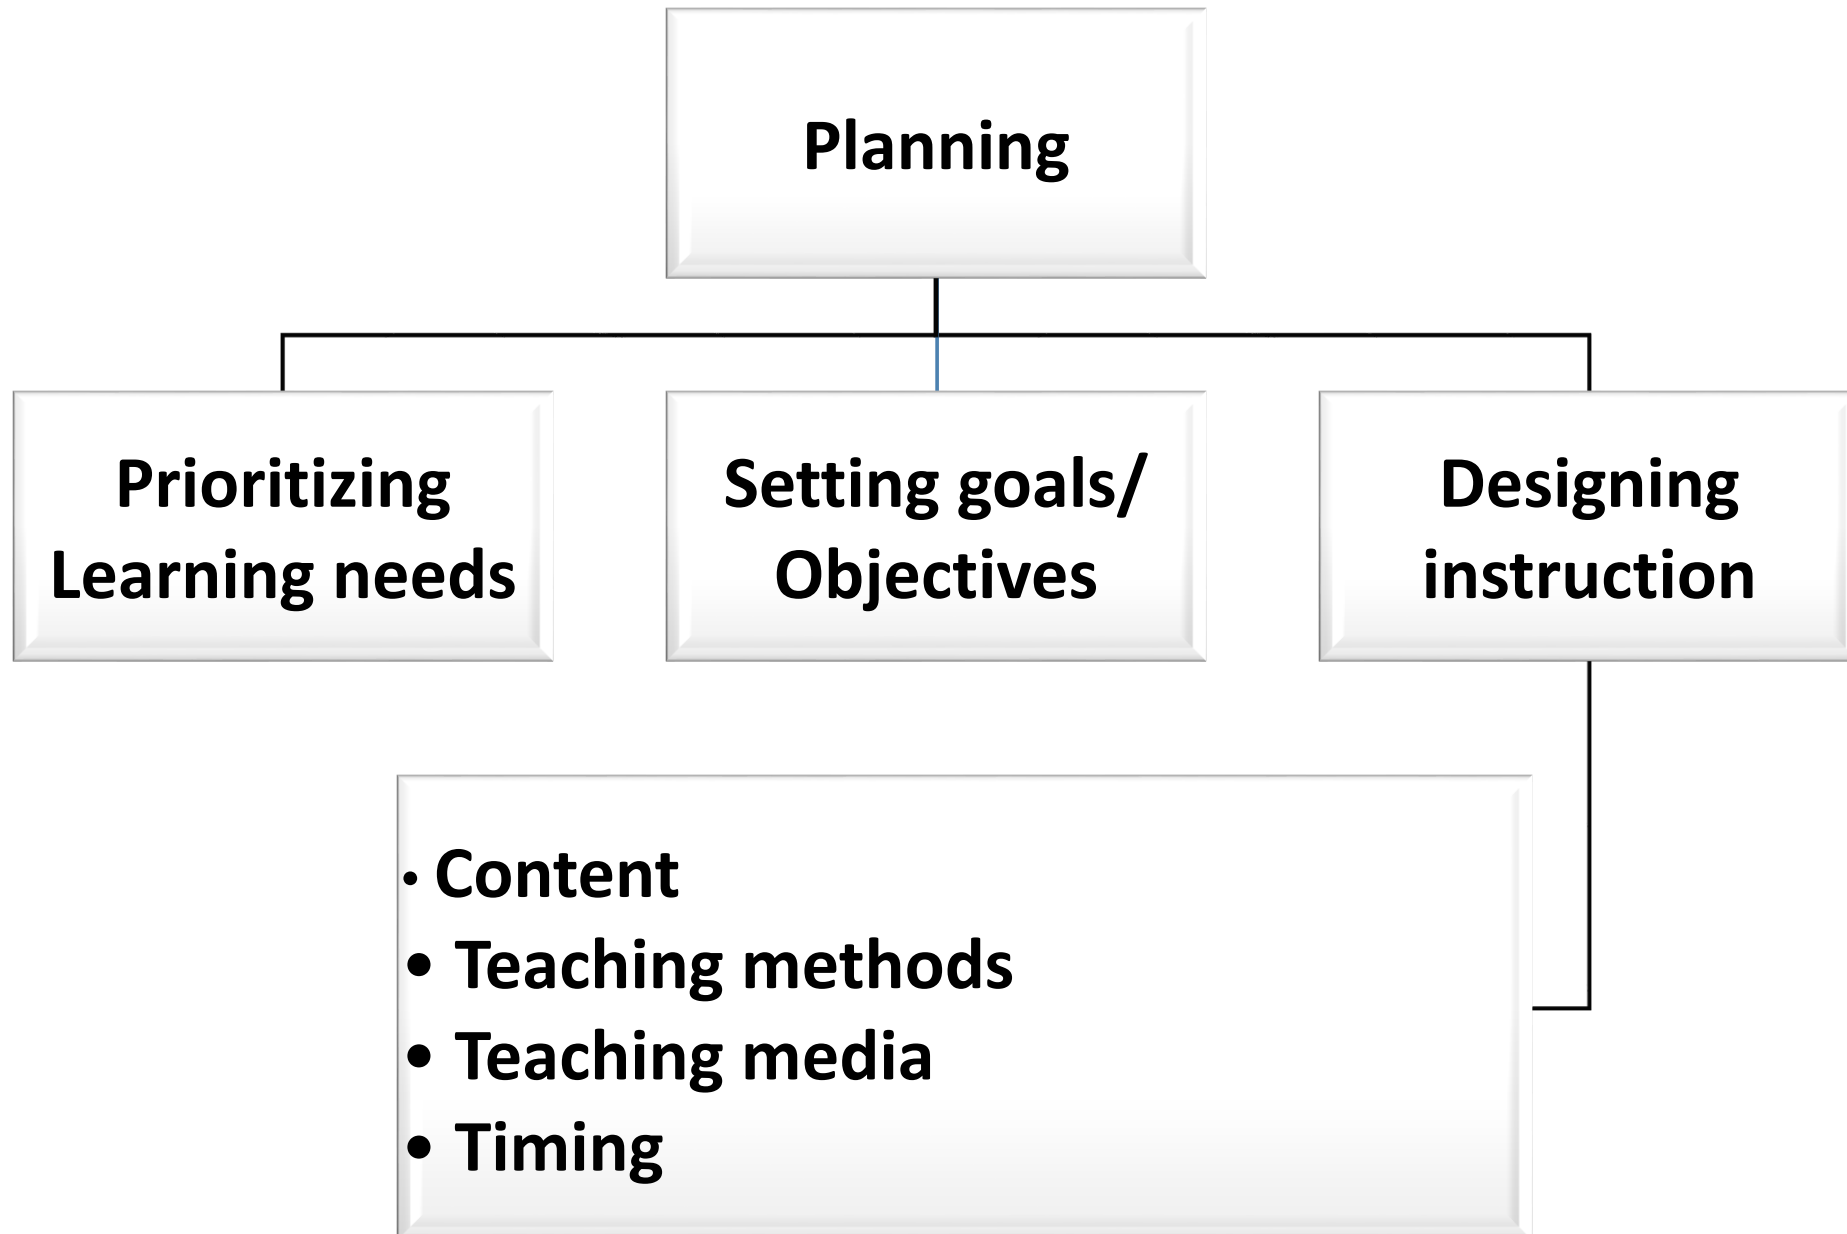 Planning
Prioritizing
Learning needs
Setting goals/
Objectives
Designing
instruction
• Content
• Teaching methods
• Teaching media
• Timing